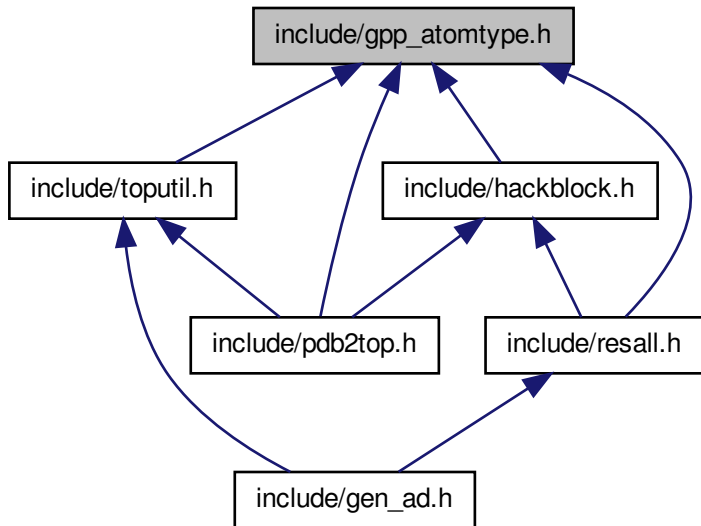 include/gpp_atomtype.h
include/toputil.h
include/hackblock.h
include/pdb2top.h
include/resall.h
include/gen_ad.h